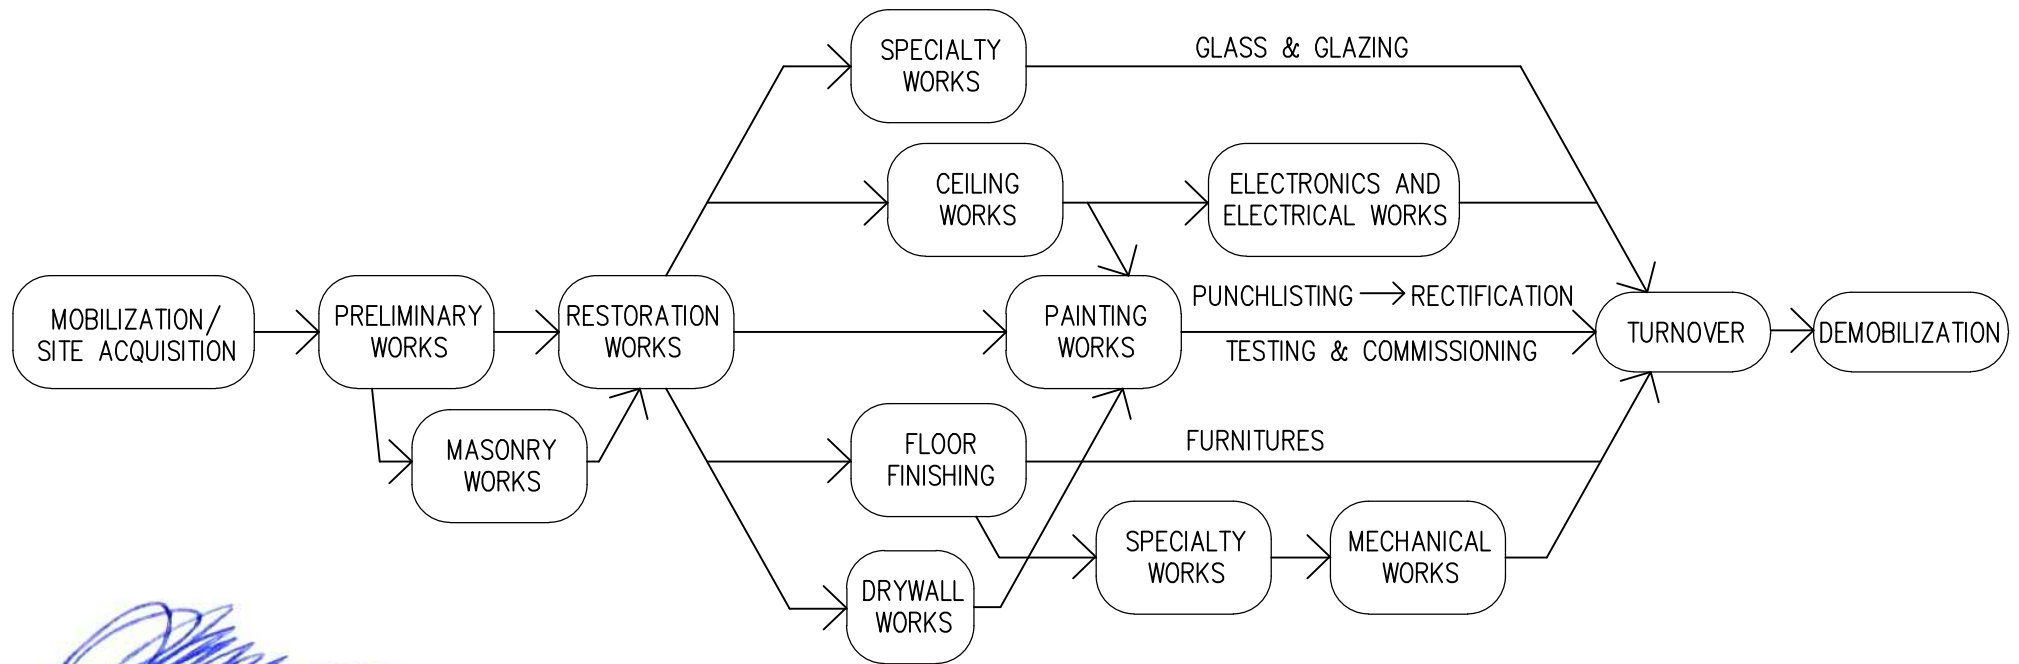 SPECIALTY
WORKS
GLASS & GLAZING
CEILING
WORKS
ELECTRONICS AND
ELECTRICAL WORKS
MOBILIZATION/
SITE ACQUISITION
PRELIMINARY
WORKS
RESTORATION
WORKS
PAINTING
WORKS
PUNCHLISTING → RECTIFICATION
TESTING & COMMISSIONING
TURNOVER
DEMOBILIZATION
MASONRY
WORKS
FLOOR
FINISHING
FURNITURES
SPECIALTY
WORKS
MECHANICAL
WORKS
DRYWALL
WORKS